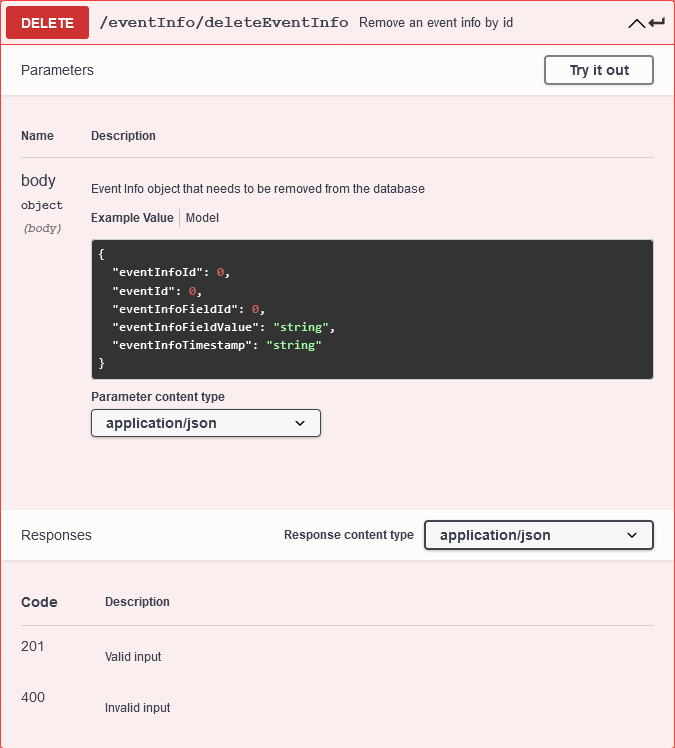 DELETE /eventInfo/deleteEventInfo Remove an event info by id
Parameters Try it out
Name Description
body
object
(body)
Event Info object that needs to be removed from the database
Example Value Model
{
"eventInfoId": 0,
"eventId": 0,
"eventInfoFieldId": 0,
"eventInfoFieldValue": "string",
"eventInfoTimestamp": "string"
}
Parameter content type
application/json
Responses Response content type application/json
Code Description
201 Valid input
400 Invalid input